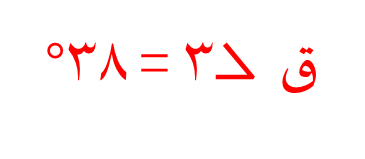 ق ∠٣ = ٣٨°